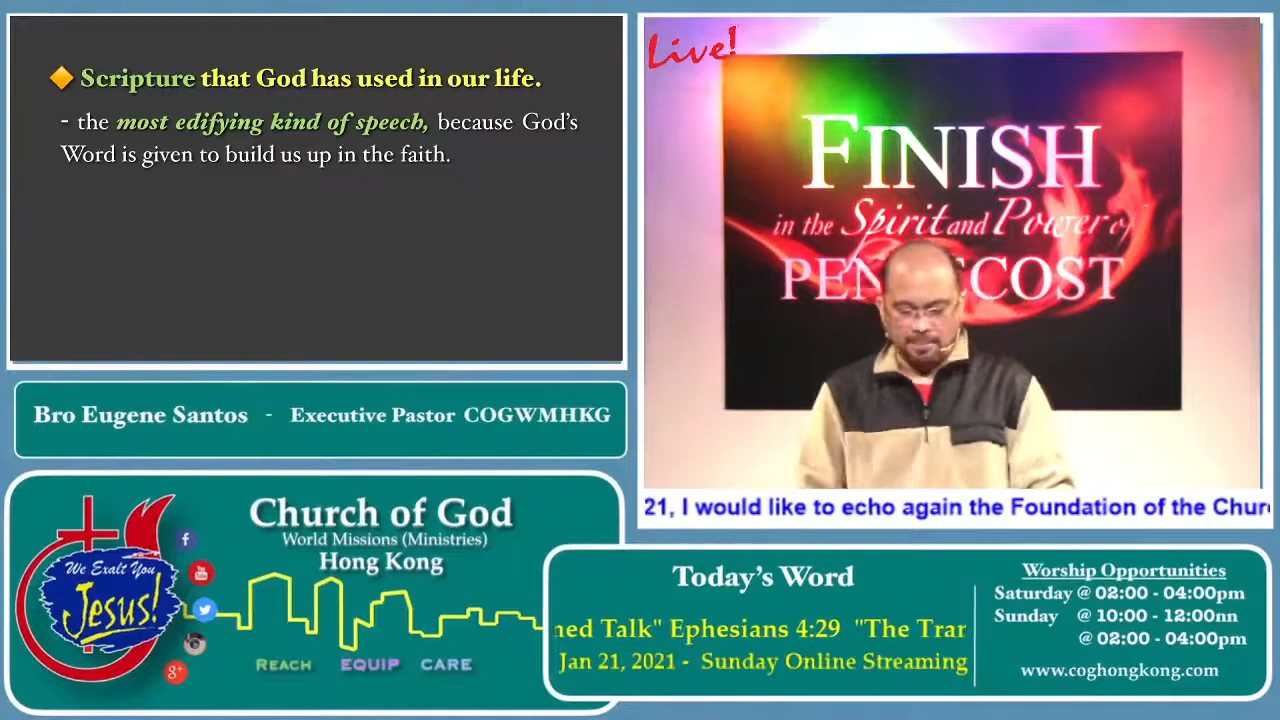 Scripture that God has used in our life.
- the most edifying kind of speech, because God's
Word is given to build us up in the faith.
Live!
FINISH
in the Spirit and Power of
PENTECOST
21, I would like to echo again the Foundation of the Chur
Bro Eugene Santos - Executive Pastor COGWMHKG
We Exalt You
Jesus!
Church of God
World Missions (Ministries)
Hong Kong
REACH EQUIP CARE
Today's Word
ned Talk" Ephesians 4:29 "The Tran
Jan 21, 2021 - Sunday Online Streaming
Worship Opportunities
Saturday @ 02:00 - 04:00pm
Sunday @ 10:00 - 12:00nn
@ 02:00 - 04:00pm
www.coghongkong.com